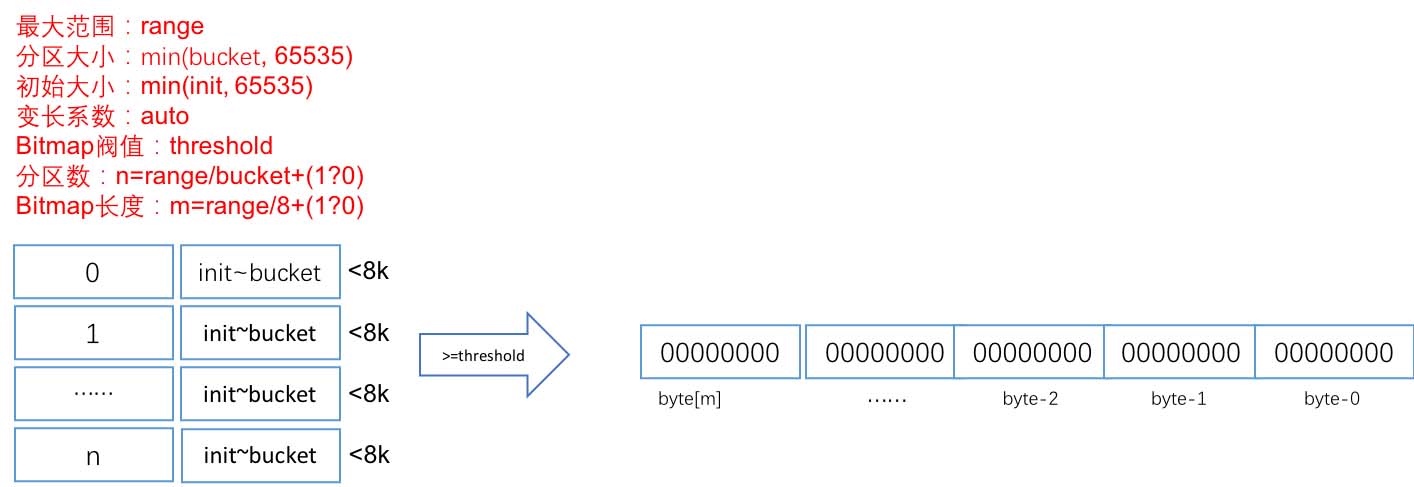 最大范围：range
分区大小：min(bucket, 65535)
初始大小：min(init, 65535)
变长系数：auto
Bitmap阀值：threshold
分区数：n=range/bucket+(1?0)
Bitmap长度：m=range/8+(1?0)
0 init~bucket <8k
1 init~bucket <8k
…… init~bucket <8k
n init~bucket <8k
>=threshold
00000000 00000000 00000000 00000000 00000000
byte[m] …… byte-2 byte-1 byte-0